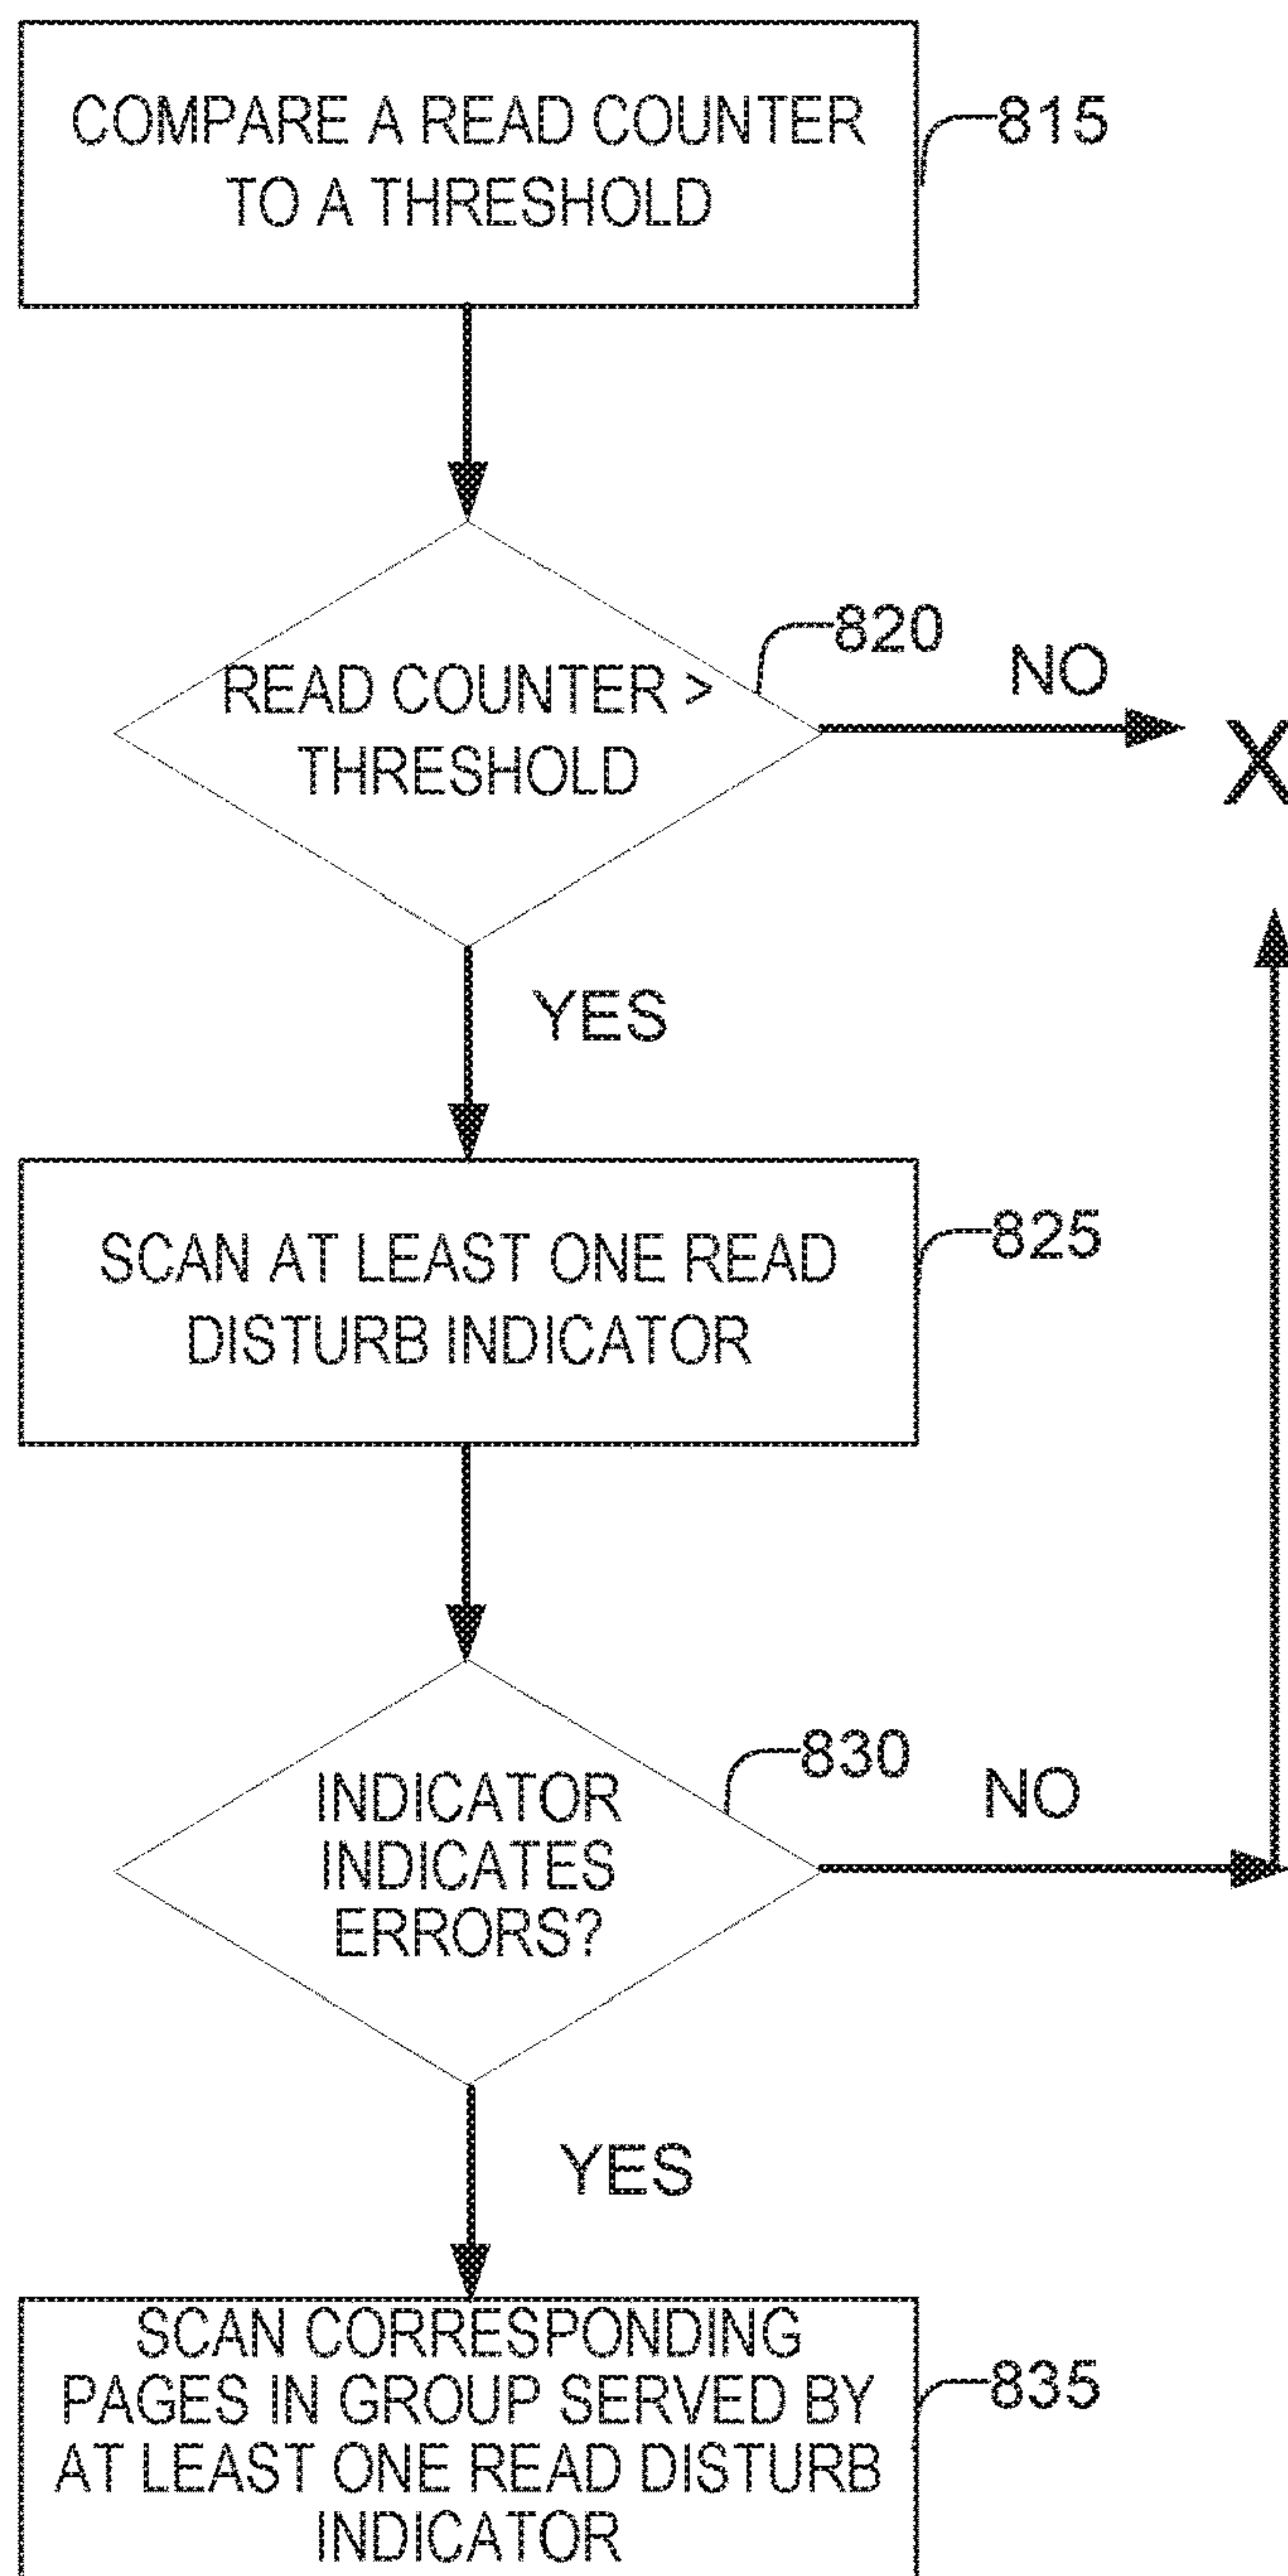 COMPARE A READ COUNTER
TO A THRESHOLD
815
820
NO
READ COUNTER >
THRESHOLD
X
YES
SCAN AT LEAST ONE READ
DISTURB INDICATOR
825
830
NO
INDICATOR
INDICATES
ERRORS?
YES
SCAN CORRESPONDING
PAGES IN GROUP SERVED BY
AT LEAST ONE READ DISTURB
INDICATOR
835